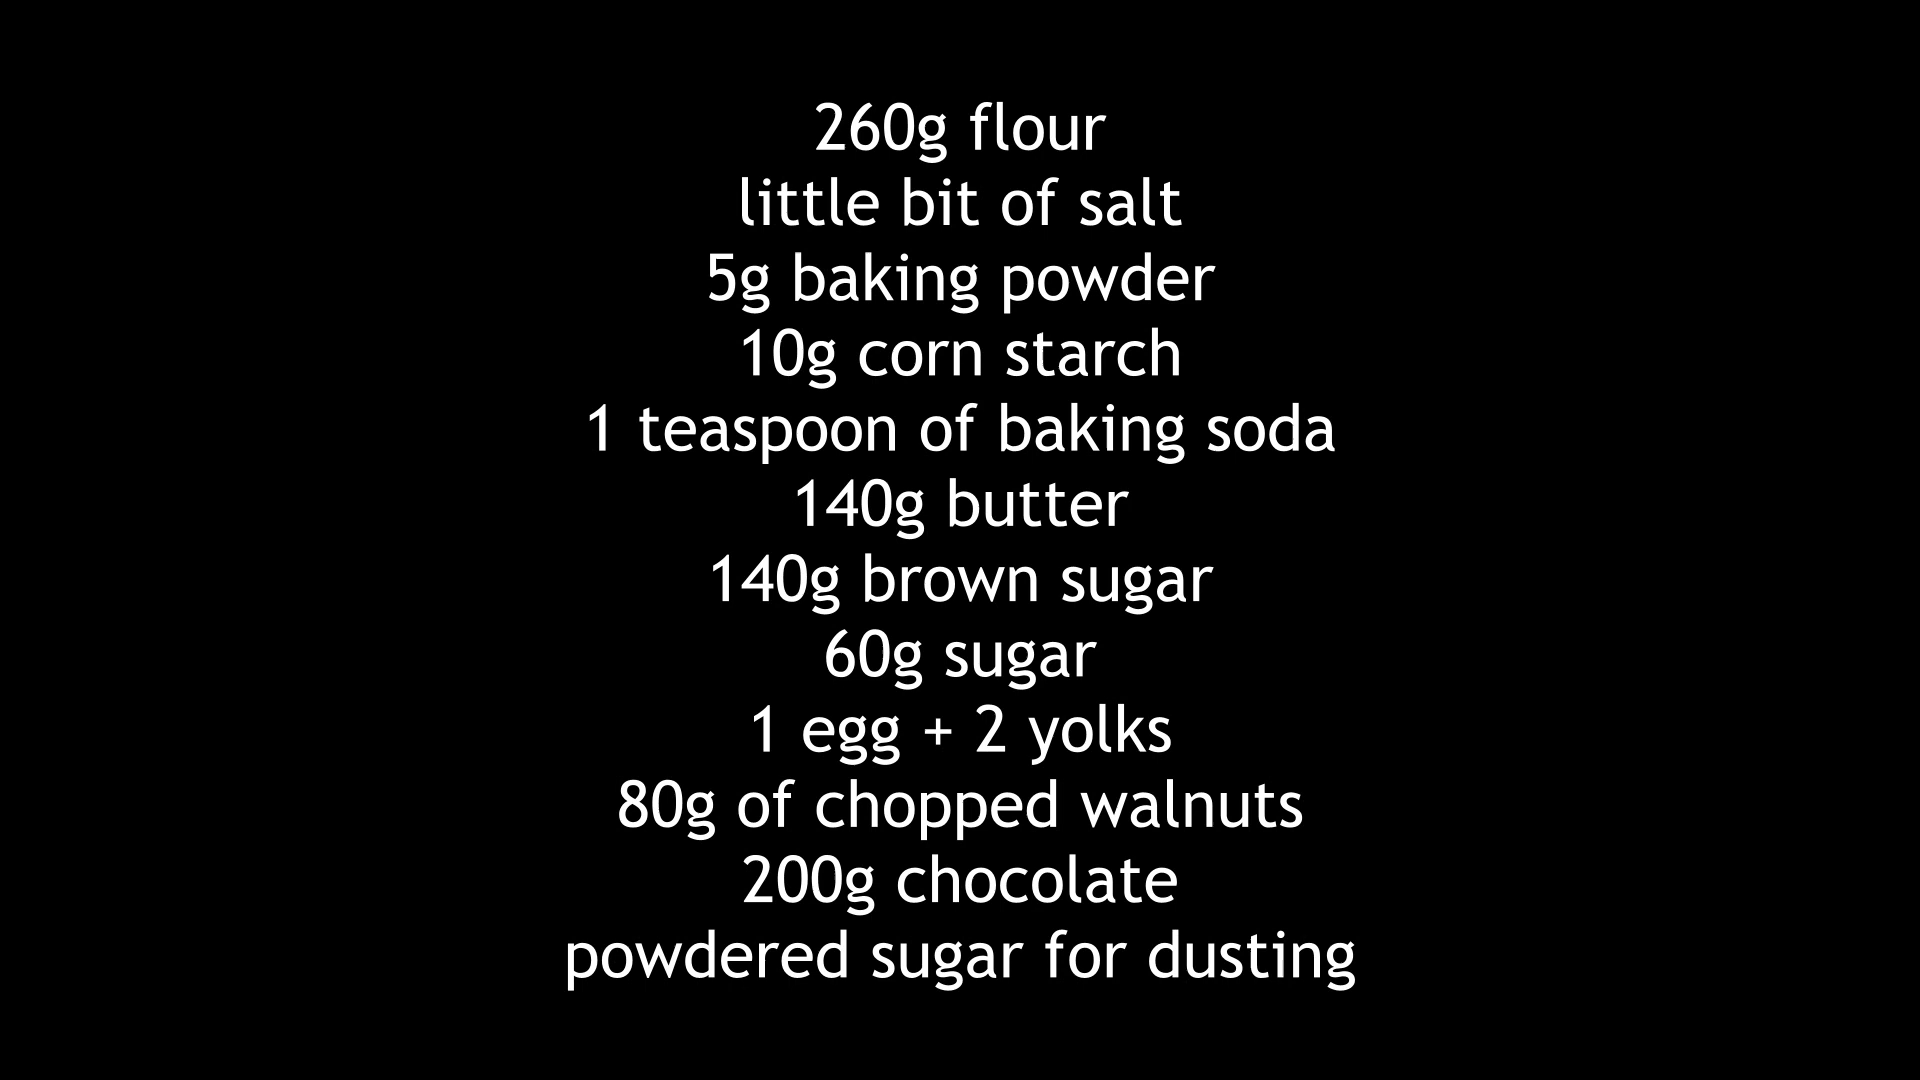 260g flour
little bit of salt
5g baking powder
10g corn starch
1 teaspoon of baking soda
140g butter
140g brown sugar
60g sugar
1 egg + 2 yolks
80g of chopped walnuts
200g chocolate
powdered sugar for dusting